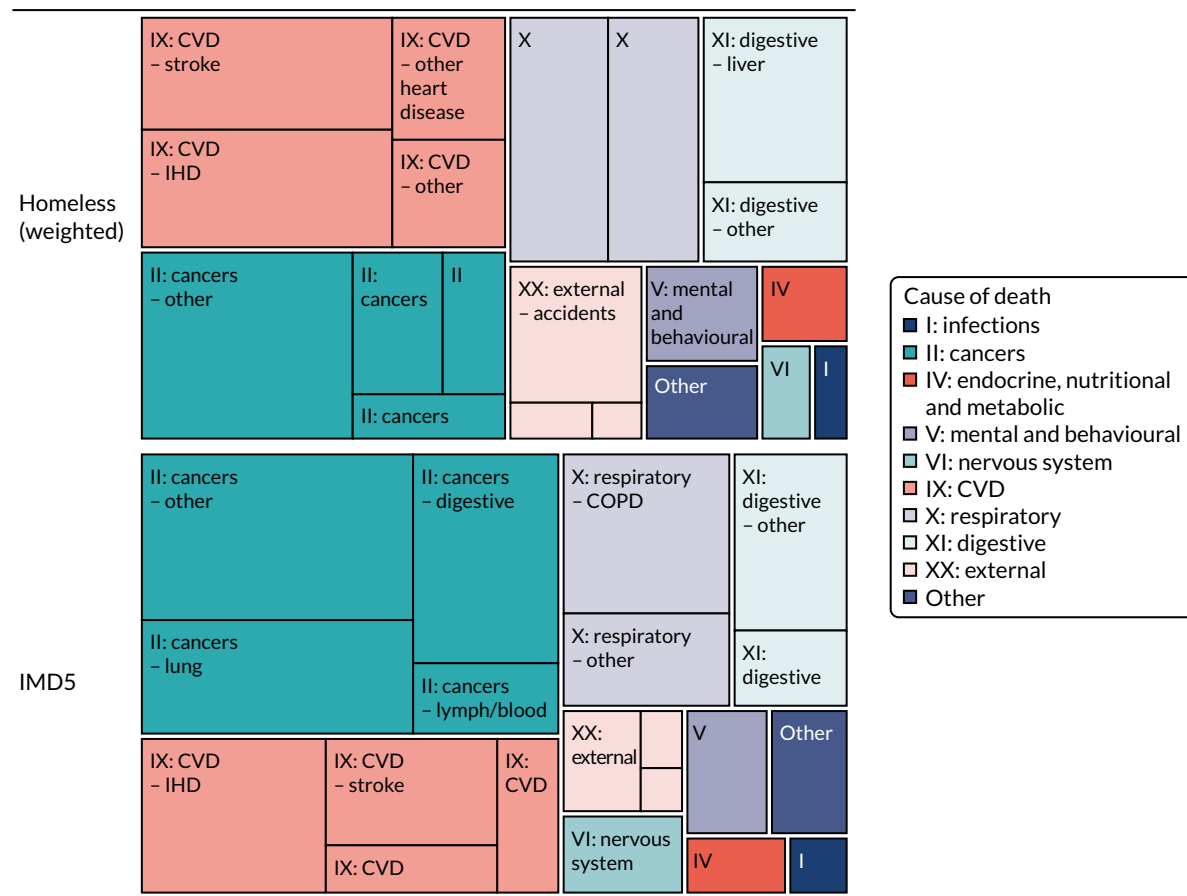 IX: CVD
– stroke
IX: CVD
– other
heart
disease
X
X
XI: digestive
– liver
IX: CVD
– IHD
IX: CVD
– other
XI: digestive
– other
Homeless
(weighted)
II: cancers
– other
II:
cancers
II
II: cancers
XX: external
– accidents
V: mental
and
behavioural
IV
Other
VI
I
II: cancers
– other
II: cancers
– digestive
X: respiratory
– COPD
XI:
digestive
– other
II: cancers
– lung
II: cancers
– lymph/blood
X: respiratory
– other
XI:
digestive
IMD5
IX: CVD
– IHD
IX: CVD
– stroke
IX: CVD
IX:
CVD
XX:
external
V
Other
VI: nervous
system
IV
I
Cause of death
I: infections
II: cancers
IV: endocrine, nutritional
and metabolic
V: mental and behavioural
VI: nervous system
IX: CVD
X: respiratory
XI: digestive
XX: external
Other